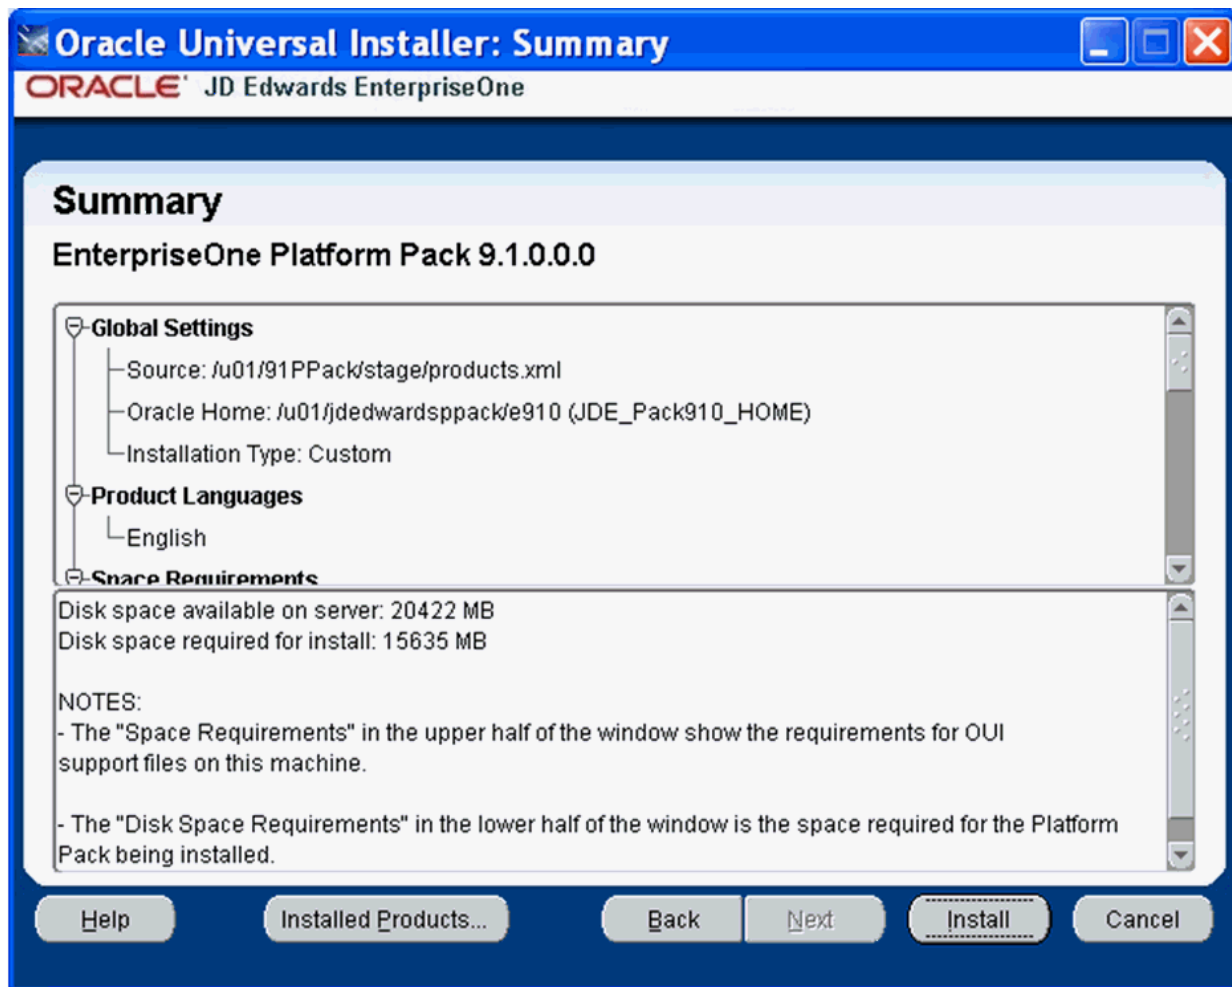 Oracle Universal Installer: Summary
ORACLE JD Edwards EnterpriseOne
Summary
EnterpriseOne Platform Pack 9.1.0.0.0
Global Settings
Source: /u01/91PPack/stage/products.xml
Oracle Home: /u01/jdedwardsppack/e910 (JDE_Pack910_HOME)
Installation Type: Custom
Product Languages
English
Space Requirements
Disk space available on server: 20422 MB
Disk space required for install: 15635 MB
NOTES:
- The "Space Requirements" in the upper half of the window show the requirements for OUI
support files on this machine.
- The "Disk Space Requirements" in the lower half of the window is the space required for the Platform
Pack being installed.
Help Installed Products... Back Next Install Cancel